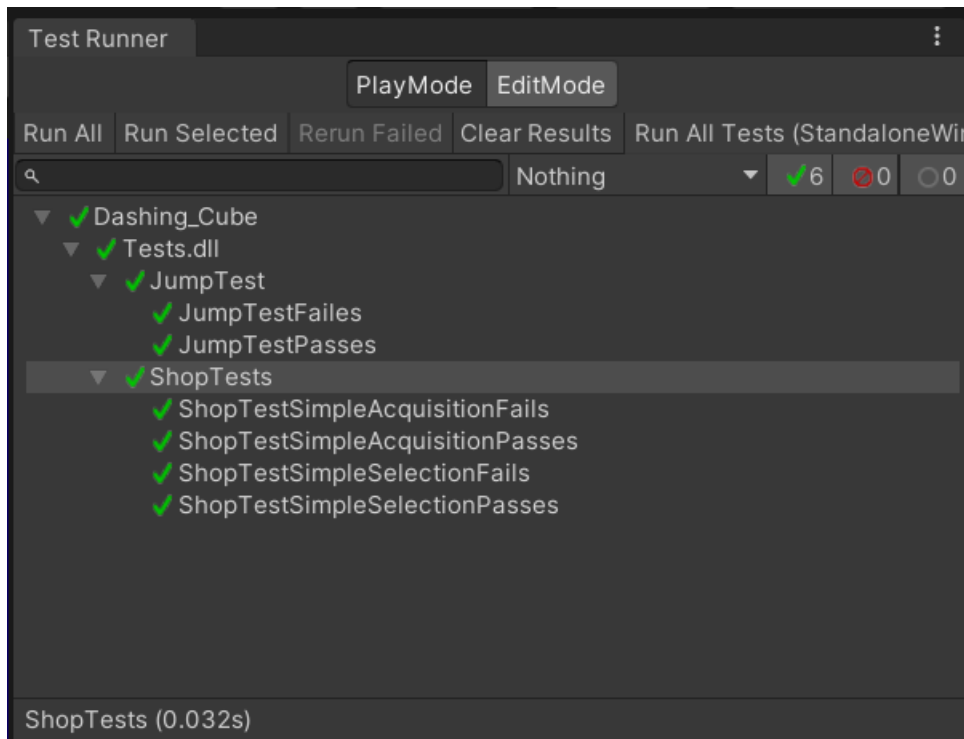 Test Runner
PlayMode EditMode
Run All Run Selected Rerun Failed Clear Results Run All Tests (StandaloneWi
Nothing 6 0 0
Dashing_Cube
Tests.dll
JumpTest
JumpTestFailes
JumpTestPasses
ShopTests
ShopTestSimpleAcquisitionFails
ShopTestSimpleAcquisitionPasses
ShopTestSimpleSelectionFails
ShopTestSimpleSelectionPasses
ShopTests (0.032s)